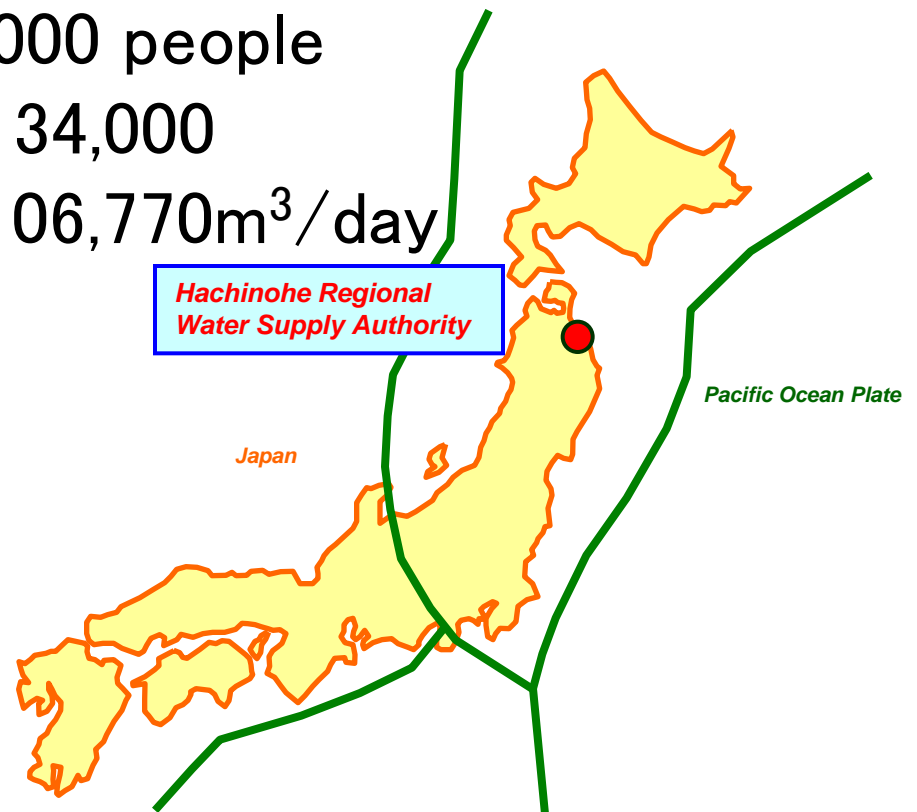 000 people
34,000
06,770m³/day
Hachinohe Regional
Water Supply Authority
Pacific Ocean Plate
Japan